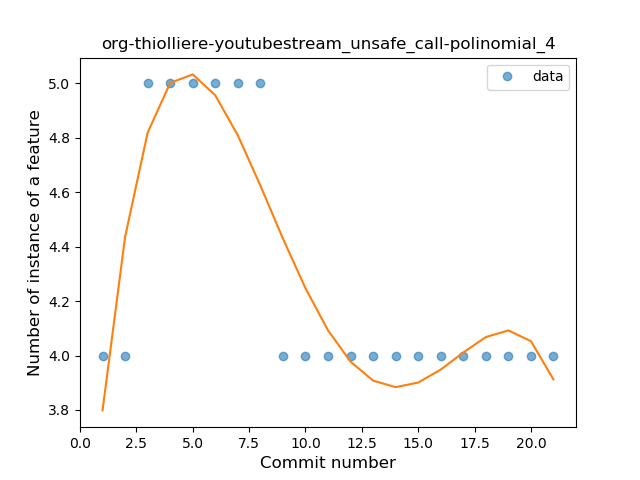 org-thiolliere-youtubestream_unsafe_call-polinomial_4
data
Number of instance of a feature
5.0
4.8
4.6
4.4
4.2
4.0
3.8
0.0 2.5 5.0 7.5 10.0 12.5 15.0 17.5 20.0
Commit number